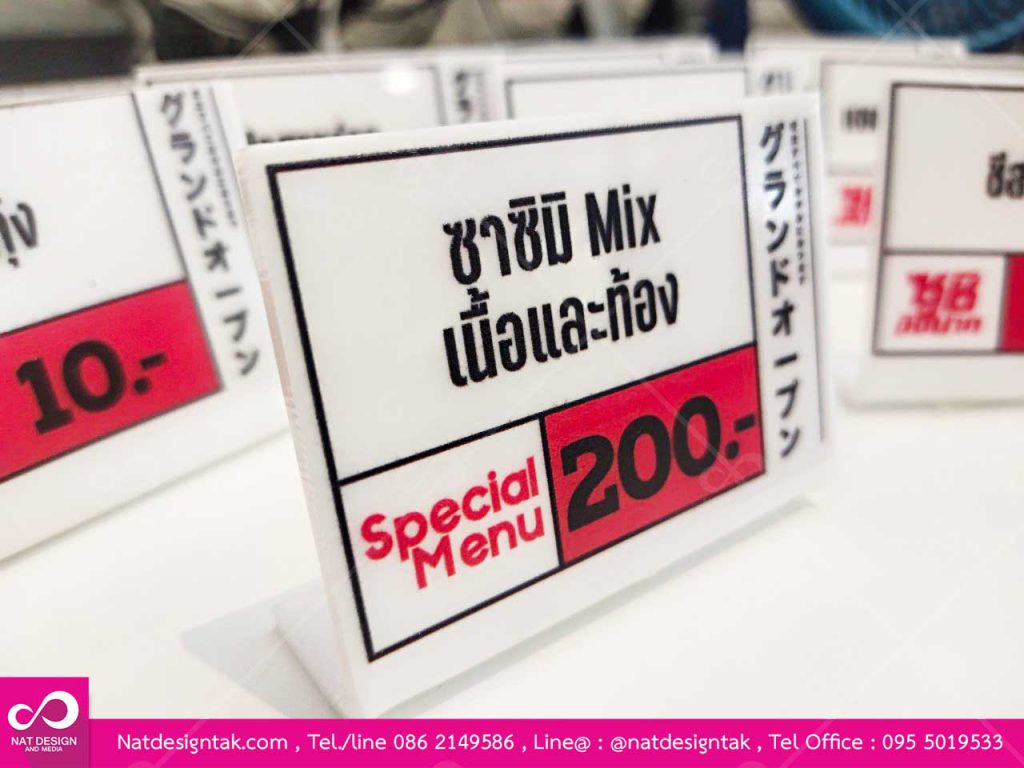 ซาซิมิ Mix
เนื้อและท้อง
Special
Menu
200.-
グランドオープン
10.-
グランドオープン
ซูชิ
NAT DESIGN
AND MEDIA
Natdesigntak.com , Tel./line 086 2149586 , Line@ : @natdesigntak , Tel Office : 095 5019533